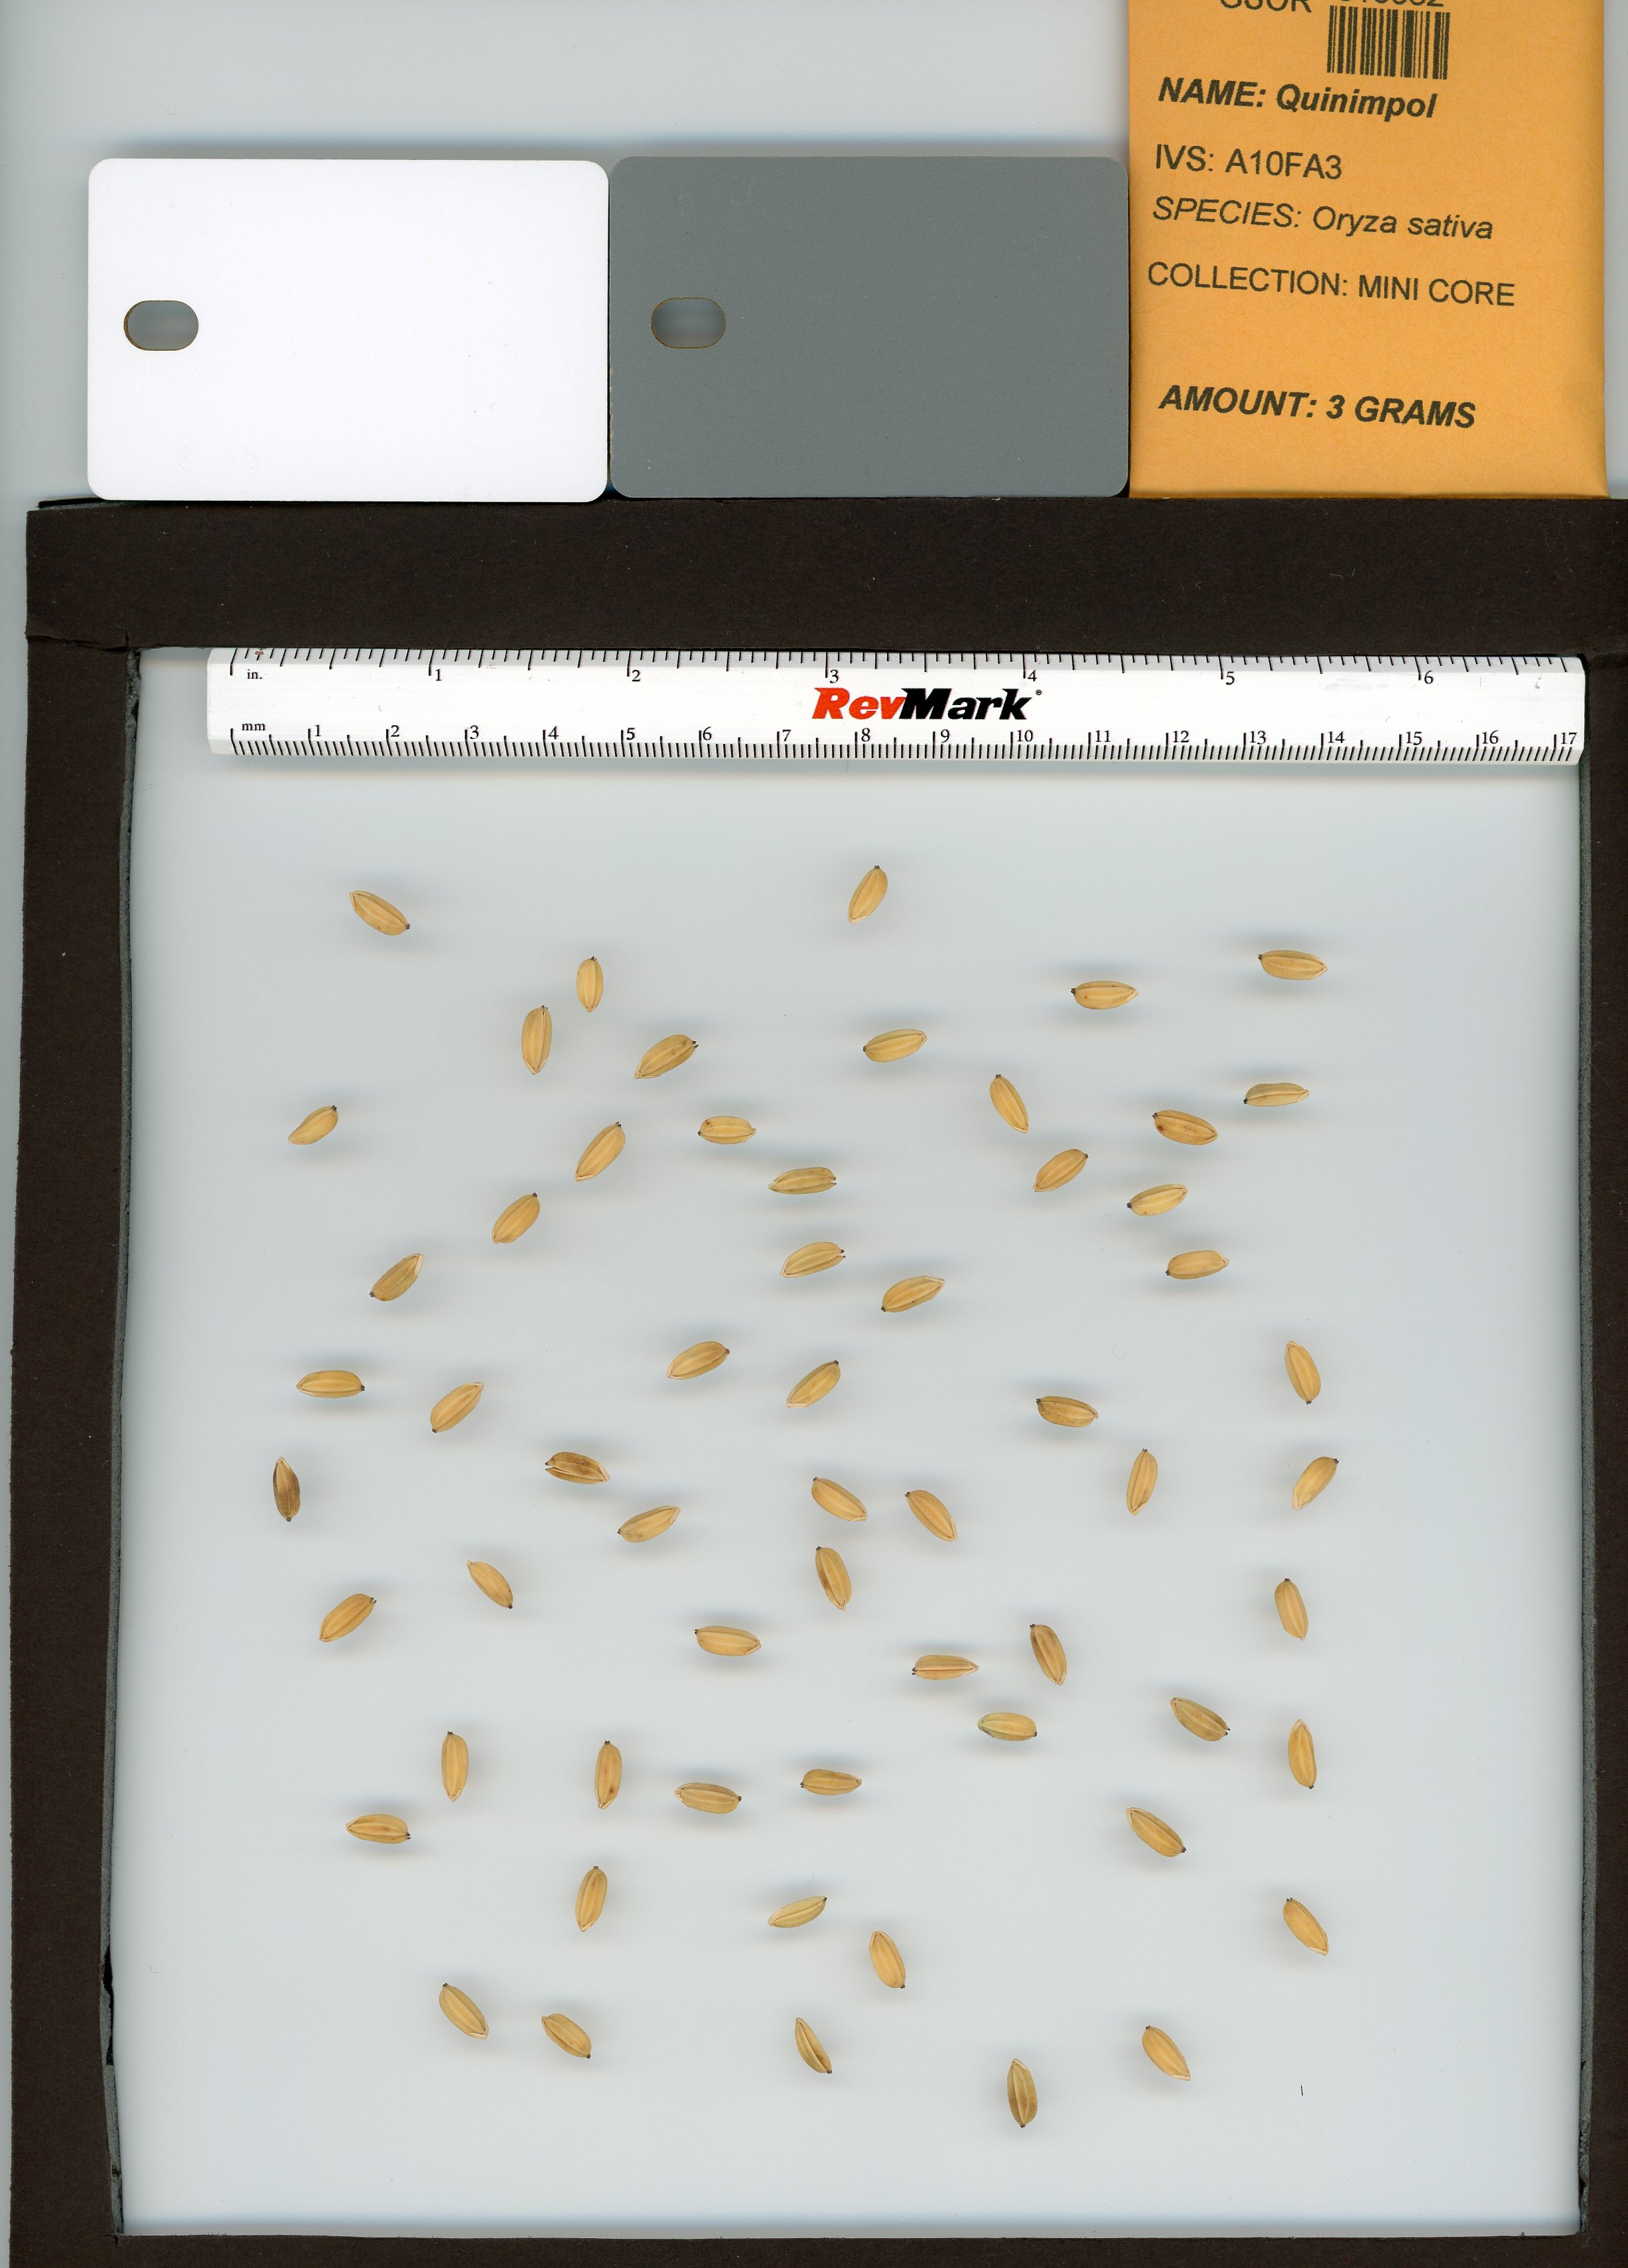 GSOR
NAME: Quinimpol
IVS: A10FA3
SPECIES: Oryza sativa
COLLECTION: MINI CORE
AMOUNT: 3 GRAMS
in. 1 2 3 4 5 6
RevMark®
mm 1 2 3 4 5 6 7 8 9 10 11 12 13 14 15 16 17